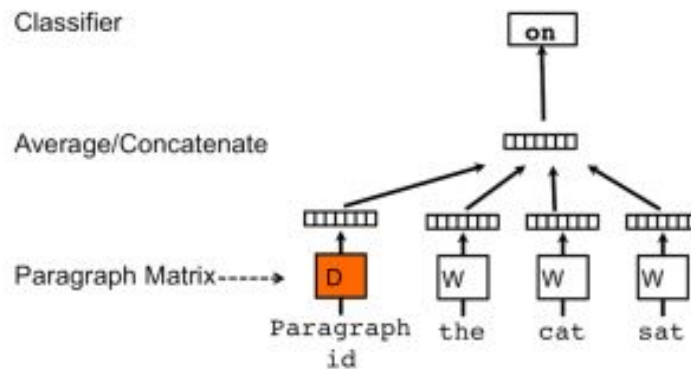 Classifier
on
Average/Concatenate
Paragraph Matrix
D
W
W
W
Paragraph
id
the
cat
sat